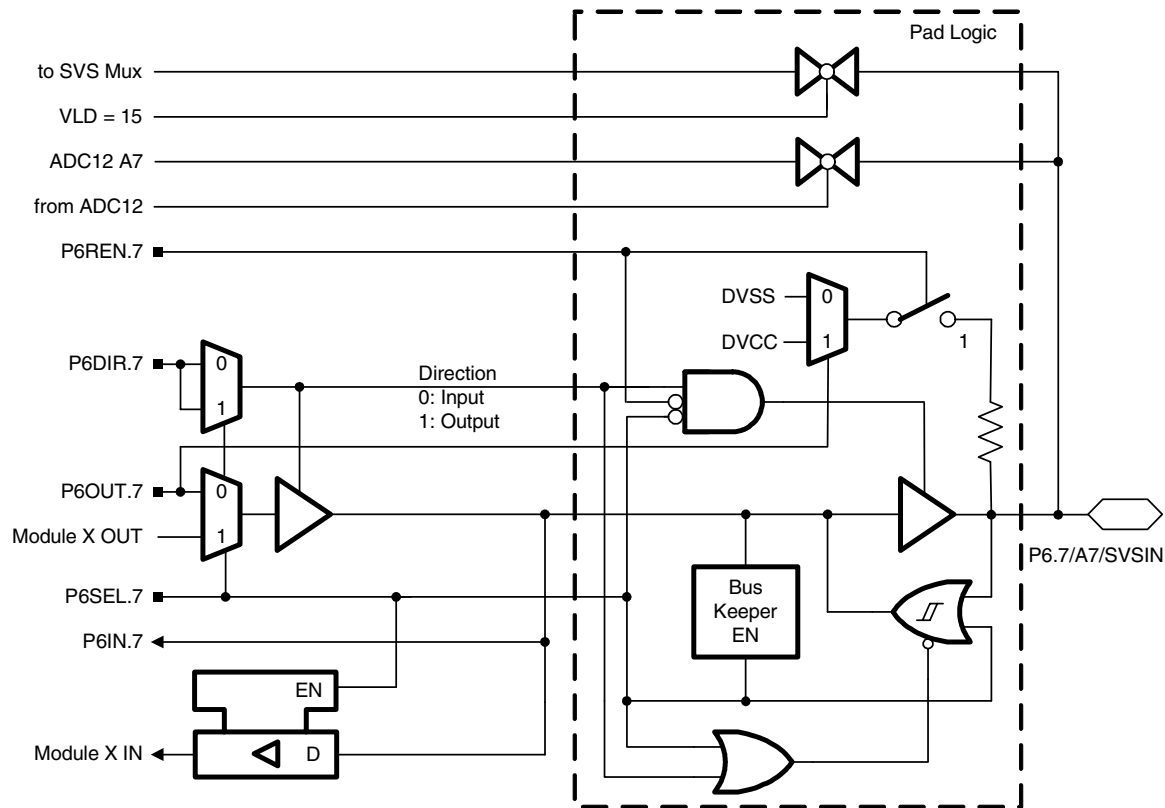 Pad Logic
to SVS Mux
VLD = 15
ADC12 A7
from ADC12
P6REN.7
DVSS
0
DVCC
1
1
P6DIR.7
0
1
Direction
0: Input
1: Output
P6OUT.7
0
Module X OUT
1
P6.7/A7/SVSIN
P6SEL.7
Bus
Keeper
EN
P6IN.7
EN
Module X IN
D